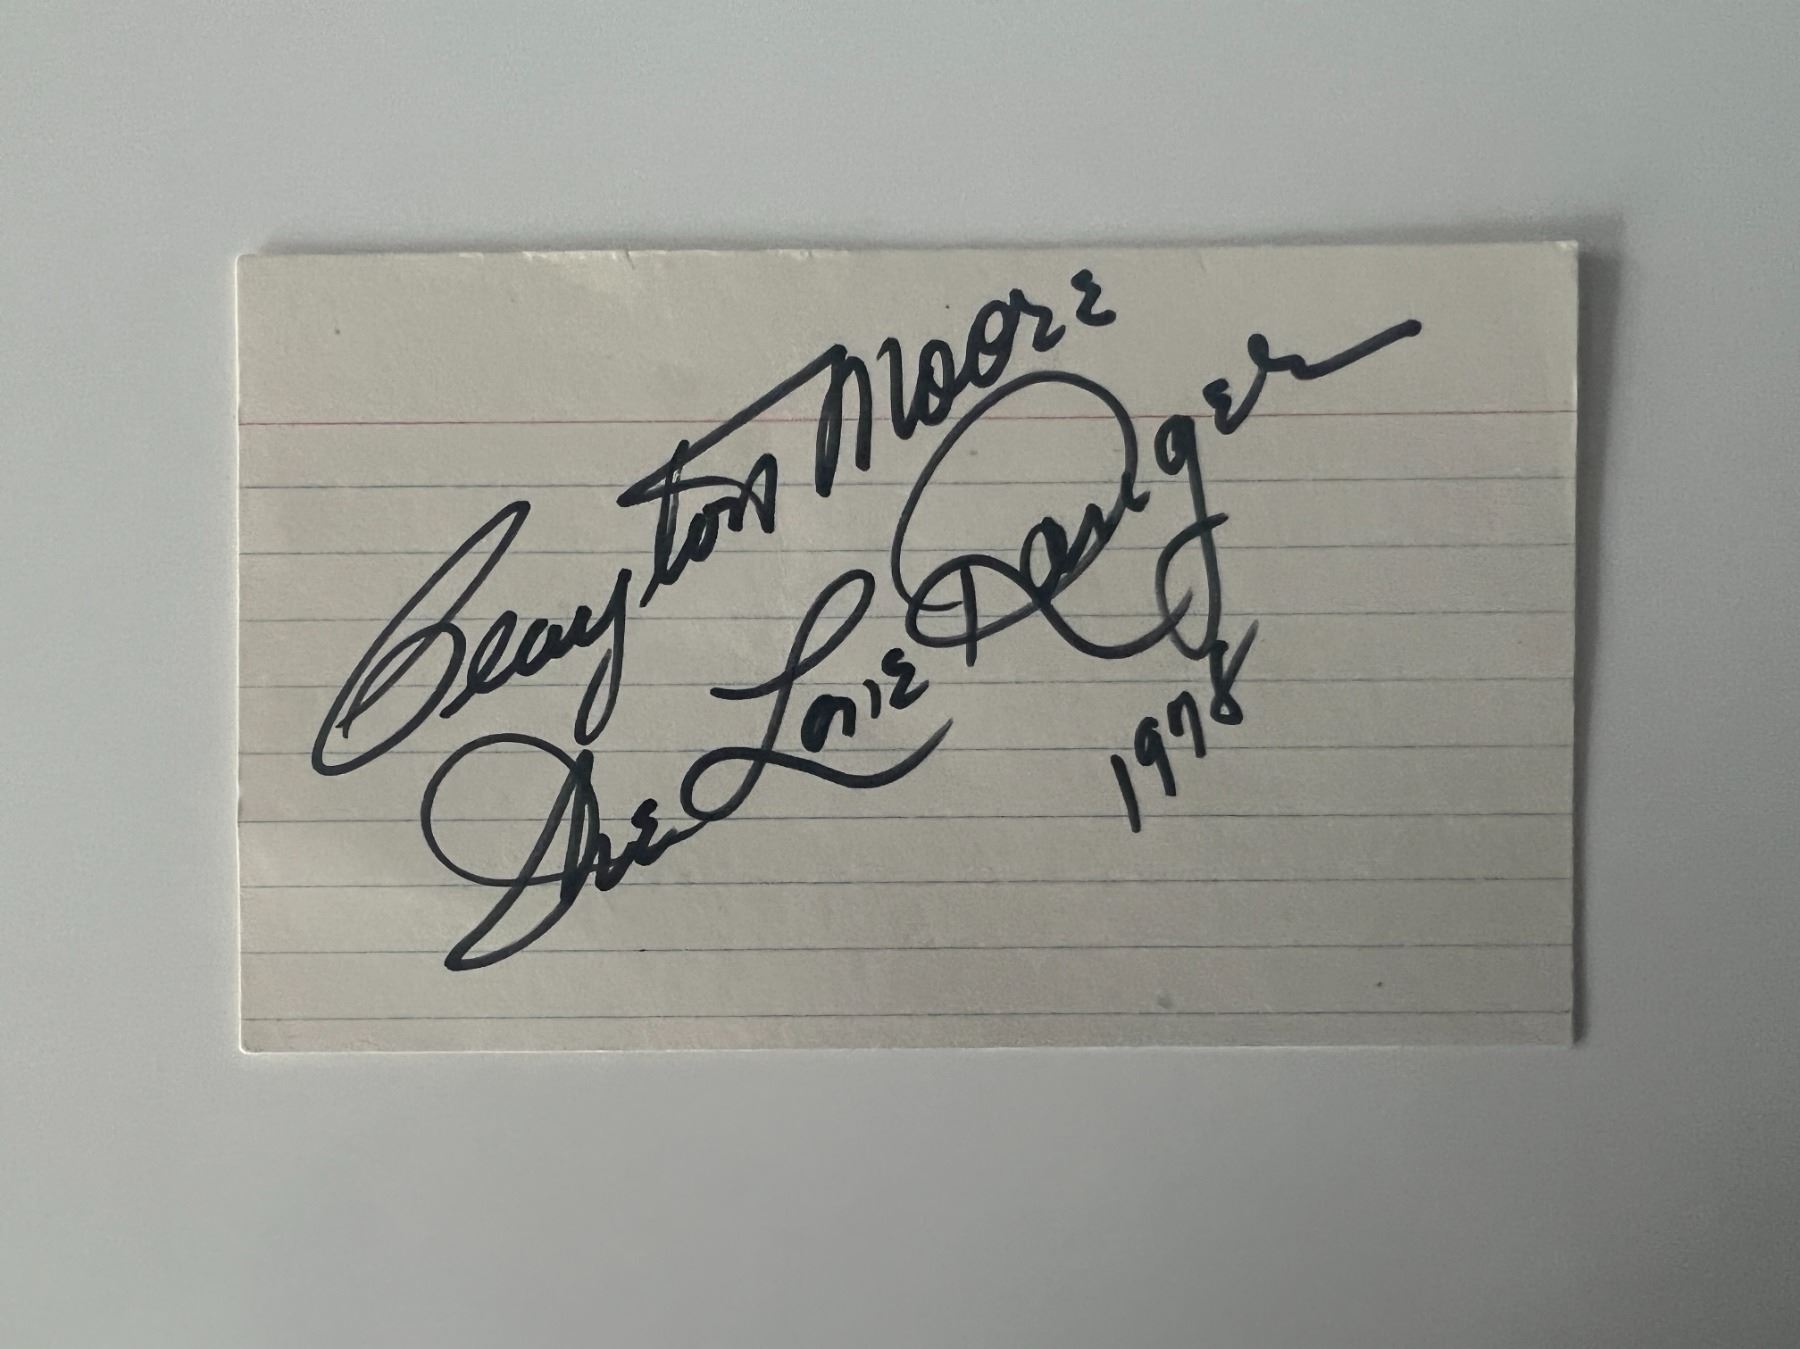 Clayton Moore
The Lone Ranger
1978